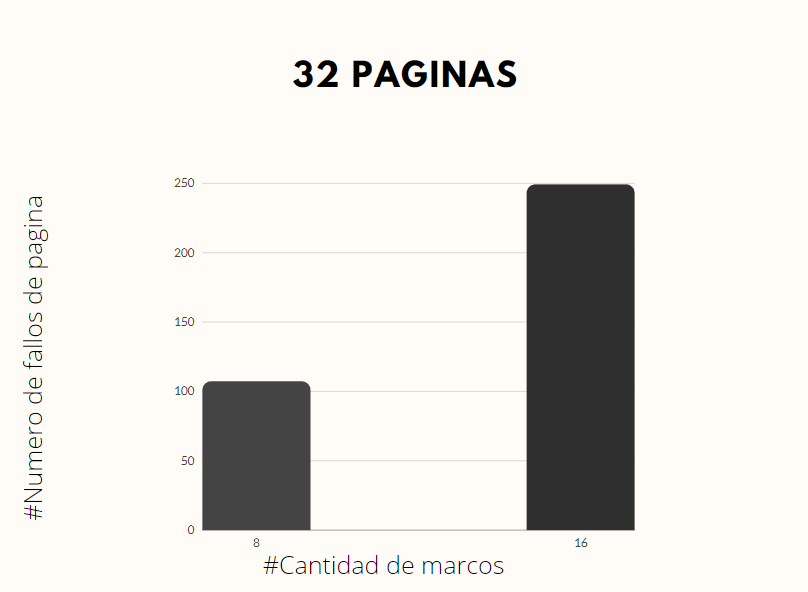 32 PAGINAS
#Numero de fallos de pagina
250
200
150
100
50
0
8
16
#Cantidad de marcos